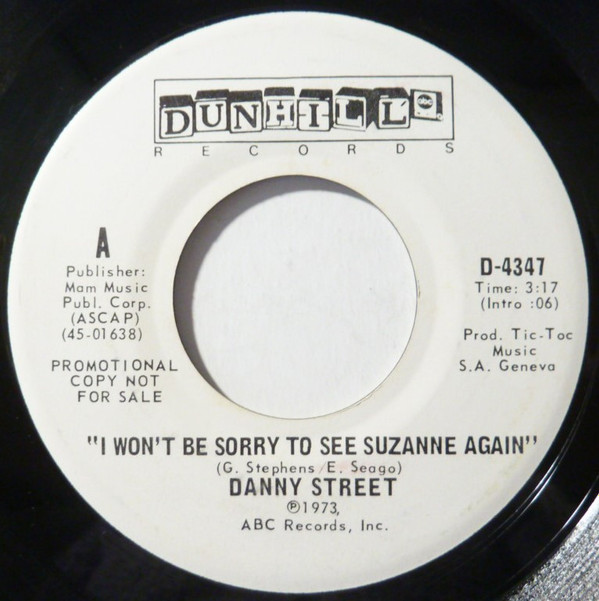 DUNHILL abc
RECORDS
A
Publisher:
Mam Music
Publ. Corp.
(ASCAP)
(45-01638)
PROMOTIONAL
COPY NOT
FOR SALE
D-4347
Time: 3:17
(Intro :06)
Prod. Tic-Toc
Music
S.A. Geneva
"I WON'T BE SORRY TO SEE SUZANNE AGAIN"
(G. Stephens/E. Seago)
DANNY STREET
℗1973,
ABC Records, Inc.